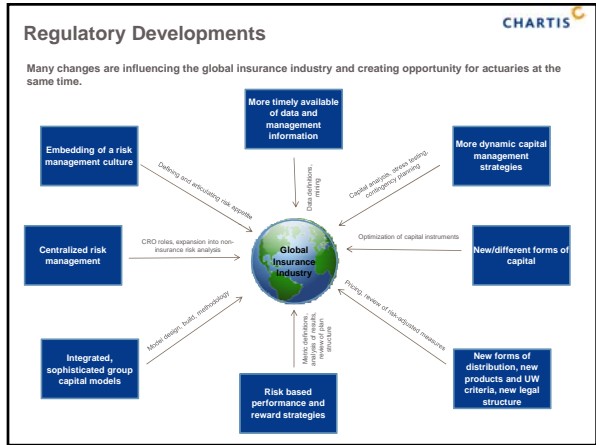 CHARTIS
Regulatory Developments
Many changes are influencing the global insurance industry and creating opportunity for actuaries at the
same time.
More timely available
of data and
management
information
Embedding of a risk
management culture
More dynamic capital
management
strategies
Defining and articulating risk appetite
Data definitions,
mining
Capital analysis, stress testing,
contingency planning
Centralized risk
management
CRO roles, expansion into non-
insurance risk analysis
Global
Insurance
Industry
Optimization of capital instruments
New/different forms of
capital
Model design, build, methodology
Metric definitions,
analysis of results,
review of plan
structure
Pricing, review of risk-adjusted measures
Integrated,
sophisticated group
capital models
Risk based
performance and
reward strategies
New forms of
distribution, new
products and UW
criteria, new legal
structure